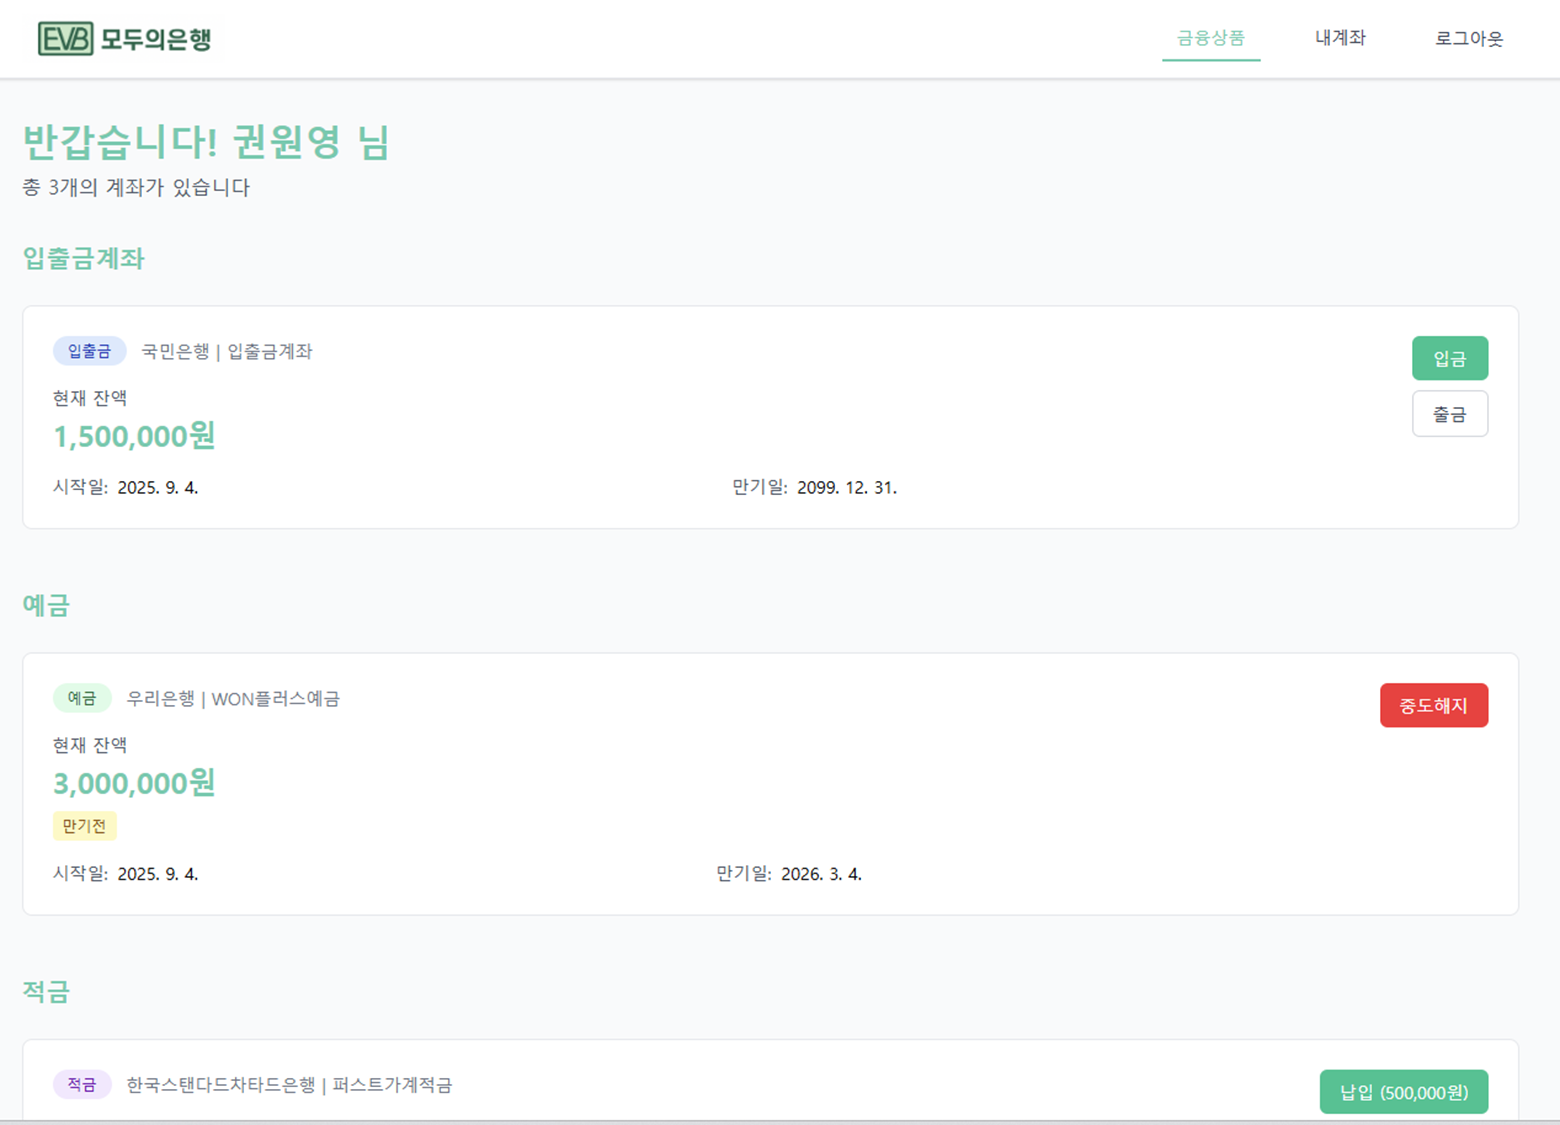 EVB 모두의은행
금융상품 내계좌 로그아웃
반갑습니다! 권원영 님
총 3개의 계좌가 있습니다
입출금계좌
입출금 국민은행 | 입출금계좌
입금
현재 잔액
출금
1,500,000원
시작일: 2025. 9. 4. 만기일: 2099. 12. 31.
예금
예금 우리은행 | WON플러스예금
중도해지
현재 잔액
3,000,000원
만기전
시작일: 2025. 9. 4. 만기일: 2026. 3. 4.
적금
적금 한국스탠다드차타드은행 | 퍼스트가계적금
납입 (500,000원)